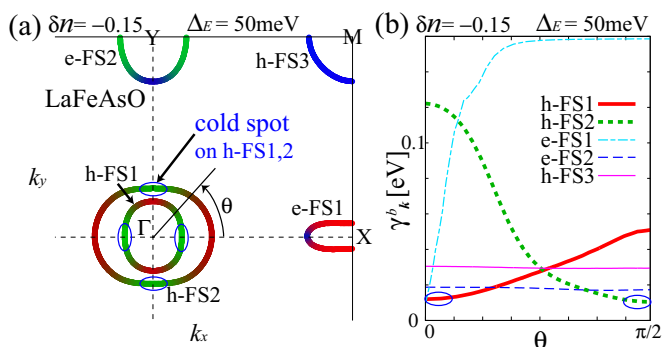 (a) δn = −0.15 Δ_E = 50meV
Y
M
e-FS2
h-FS3
LaFeAsO
cold spot
on h-FS1,2
k_y
h-FS1
θ
e-FS1
Γ
X
h-FS2
k_x
(b) δn = −0.15 Δ_E = 50meV
h-FS1
h-FS2
0.1
e-FS1
e-FS2
h-FS3
γ^b_k [eV]
0
0
θ
π/2